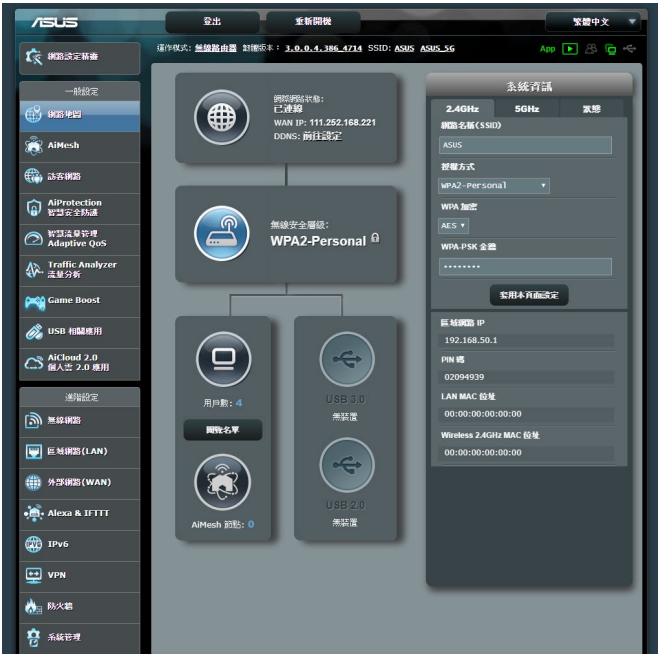 ASUS
登出
重新開機
繁體中文
運作模式: 無線路由器 韌體版本: 3.0.0.4.386_4714 SSID: ASUS ASUS_5G
App
網路設定精靈
一般設定
網路地圖
AiMesh
訪客網路
AiProtection
智慧安全防護
智慧流量管理
Adaptive QoS
Traffic Analyzer
流量分析
Game Boost
USB 相關應用
AiCloud 2.0
個人雲 2.0 應用
進階設定
無線網路
區域網路(LAN)
外部網路(WAN)
Alexa & IFTTT
IPv6
VPN
防火牆
系統管理
網際網路狀態:
已連線
WAN IP: 111.252.168.221
DDNS: 前往設定
無線安全層級:
WPA2-Personal
用戶數: 4
閱覽名單
AiMesh 節點: 0
USB 3.0
無裝置
USB 2.0
無裝置
系統資訊
2.4GHz
5GHz
狀態
網路名稱(SSID)
ASUS
授權方式
WPA2-Personal
WPA 加密
AES
WPA-PSK 金鑰
········
套用本頁面設定
區域網路 IP
192.168.50.1
PIN 碼
02094939
LAN MAC 位址
00:00:00:00:00:00
Wireless 2.4GHz MAC 位址
00:00:00:00:00:00